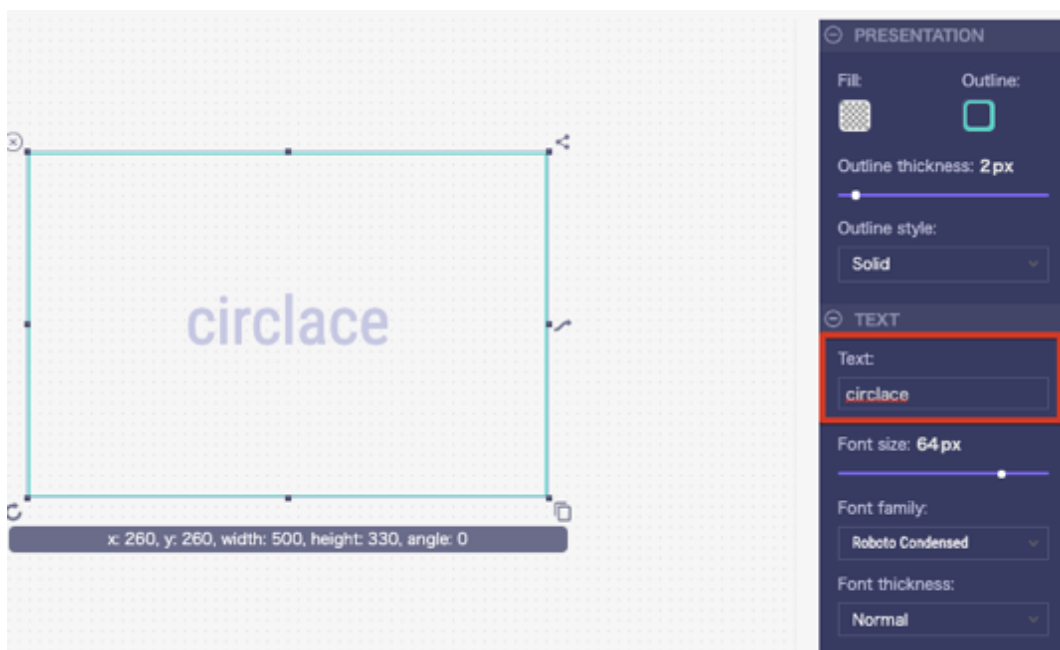 circlace
x: 260, y: 260, width: 500, height: 330, angle: 0
PRESENTATION
Fill:
Outline:
Outline thickness: 2px
Outline style:
Solid
TEXT
Text:
circlace
Font size: 64px
Font family:
Roboto Condensed
Font thickness:
Normal